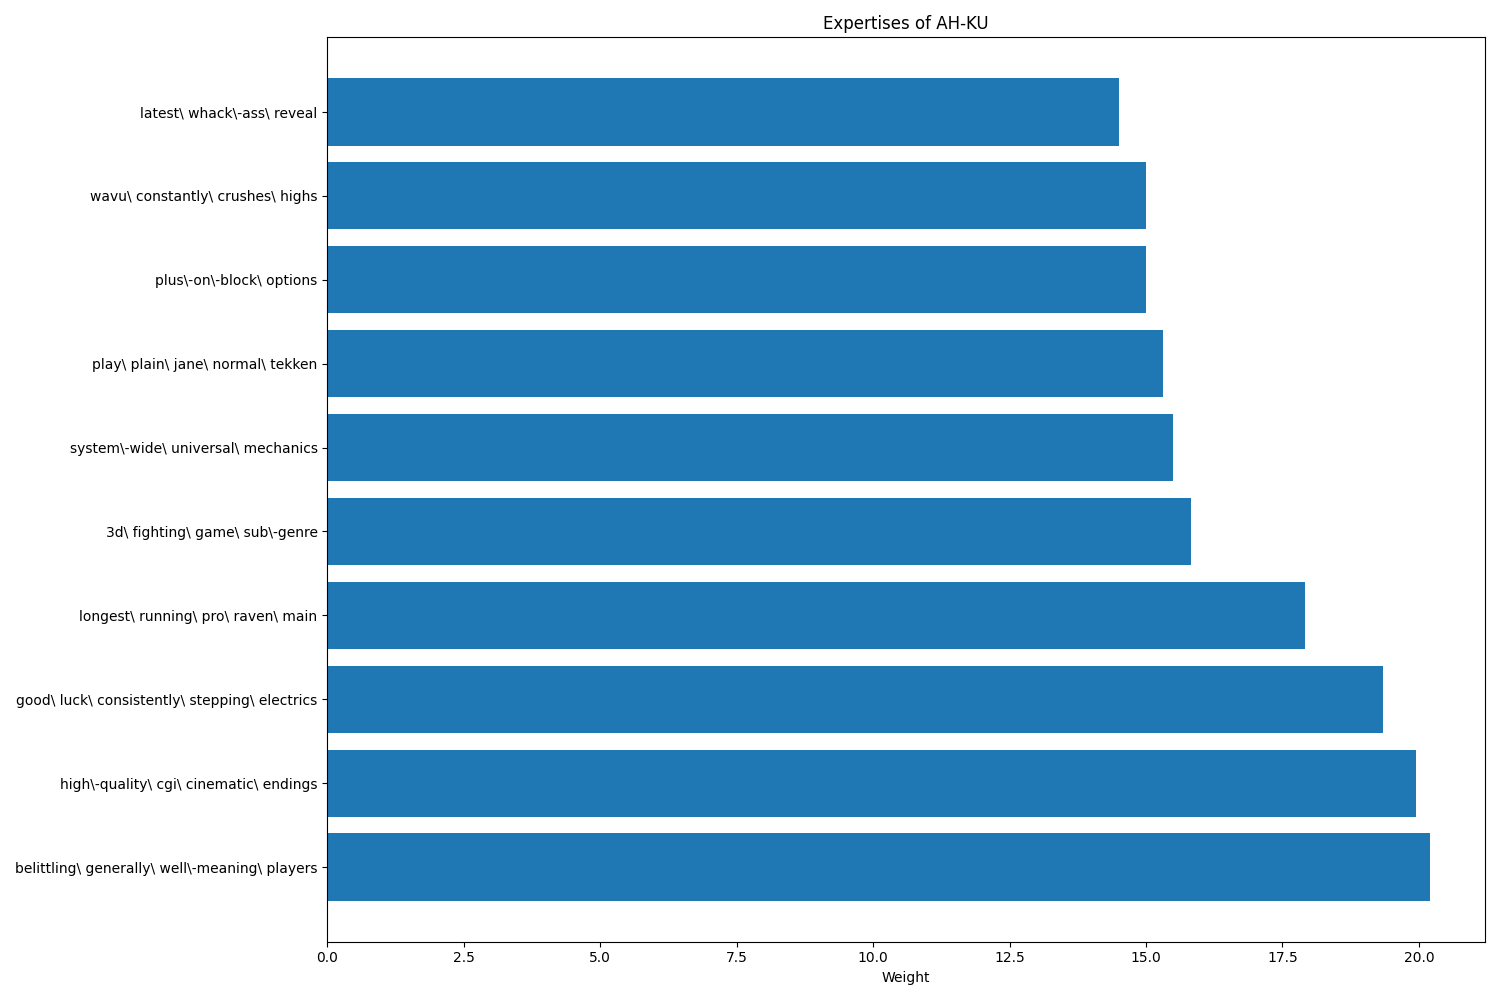 Expertises of AH-KU
latest\ whack\-ass\ reveal
wavu\ constantly\ crushes\ highs
plus\-on\-block\ options
play\ plain\ jane\ normal\ tekken
system\-wide\ universal\ mechanics
3d\ fighting\ game\ sub\-genre
longest\ running\ pro\ raven\ main
good\ luck\ consistently\ stepping\ electrics
high\-quality\ cgi\ cinematic\ endings
belittling\ generally\ well\-meaning\ players
0.0 2.5 5.0 7.5 10.0 12.5 15.0 17.5 20.0
Weight